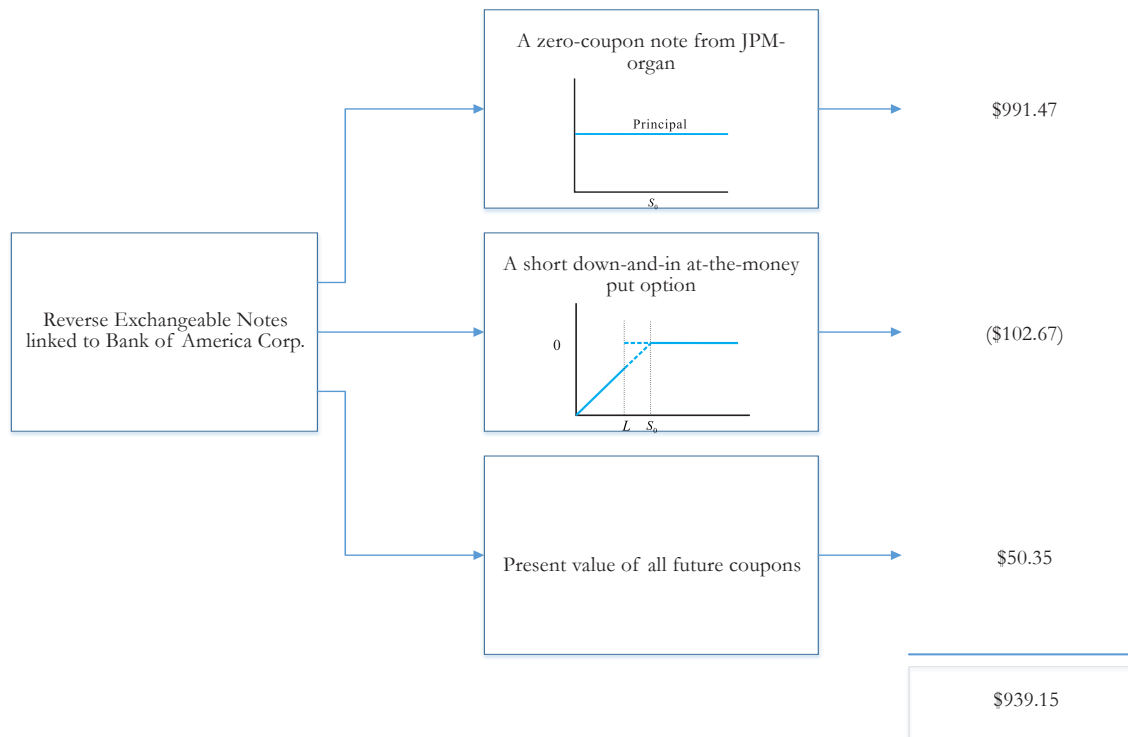 A zero-coupon note from JPM-
organ
Principal
S₀
$991.47
Reverse Exchangeable Notes
linked to Bank of America Corp.
A short down-and-in at-the-money
put option
0
L S₀
($102.67)
Present value of all future coupons
$50.35
$939.15